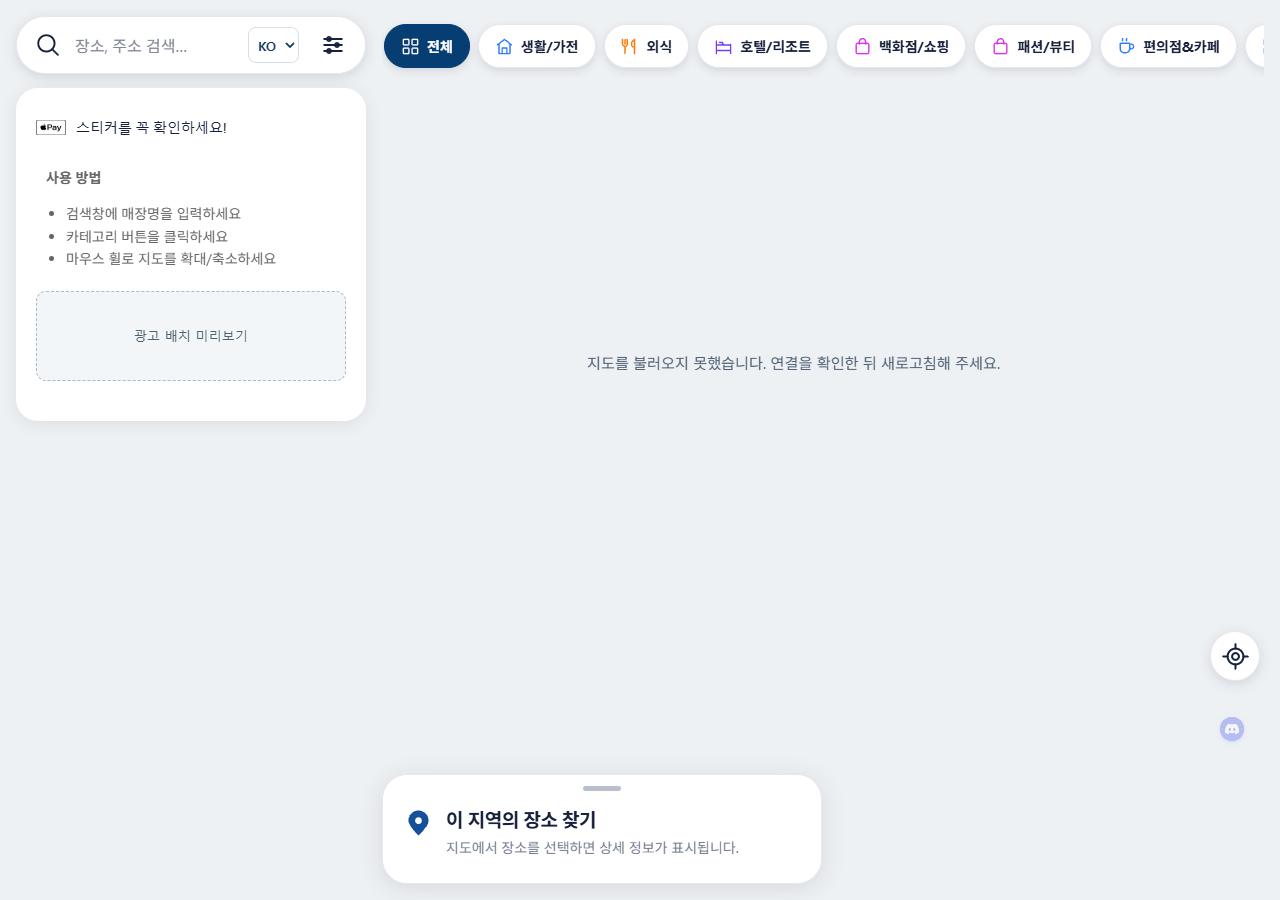 장소, 주소 검색...
KO
전체
생활/가전
외식
호텔/리조트
백화점/쇼핑
패션/뷰티
편의점&카페
Pay 스티커를 꼭 확인하세요!
사용 방법
검색창에 매장명을 입력하세요
카테고리 버튼을 클릭하세요
마우스 휠로 지도를 확대/축소하세요
광고 배치 미리보기
지도를 불러오지 못했습니다. 연결을 확인한 뒤 새로고침해 주세요.
이 지역의 장소 찾기
지도에서 장소를 선택하면 상세 정보가 표시됩니다.